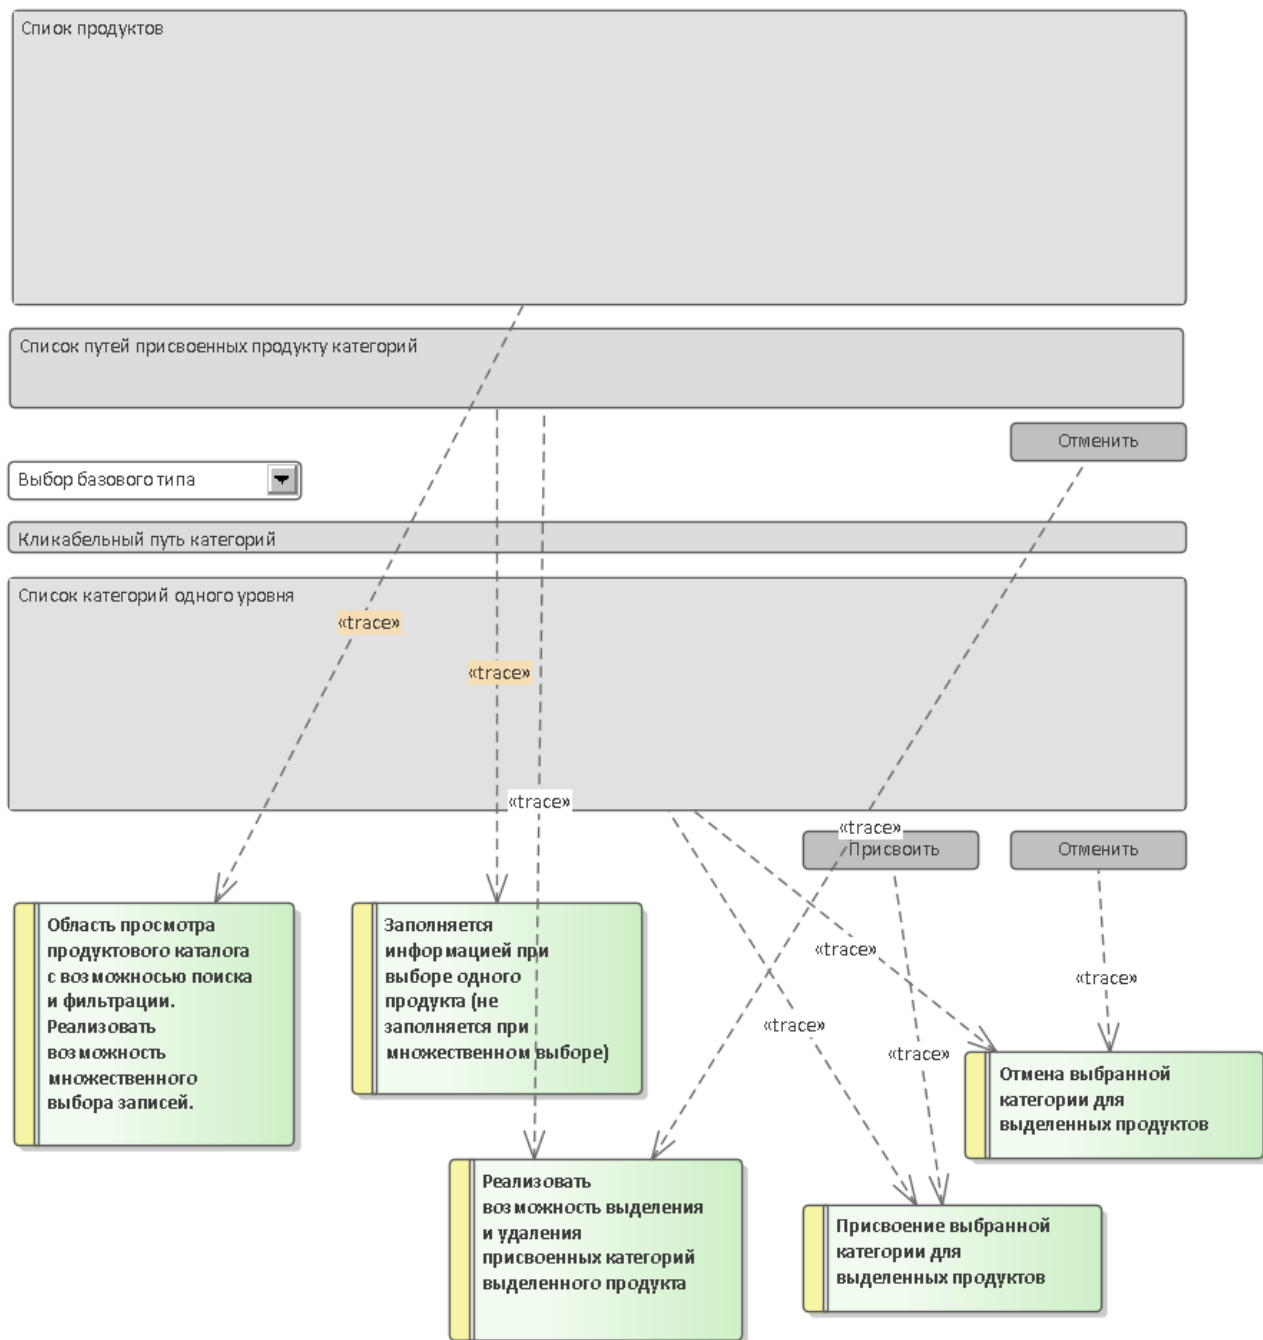 Спиок продуктов
Список путей присвоенных продукту категорий
Отменить
Выбор базового типа
Кликабельный путь категорий
Список категорий одного уровня
«trace»
«trace»
«trace»
«trace»
Присвоить
Отменить
«trace»
«trace»
«trace»
«trace»
Область просмотра
продуктового каталога
с возможносью поиска
и фильтрации.
Реализовать
возможность
множественного
выбора записей.
Заполняется
информацией при
выборе одного
продукта (не
заполняется при
множественном выборе)
Отмена выбранной
категории для
выделенных продуктов
Реализовать
возможность выделения
и удаления
присвоенных категорий
выделенного продукта
Присвоение выбранной
категории для
выделенных продуктов